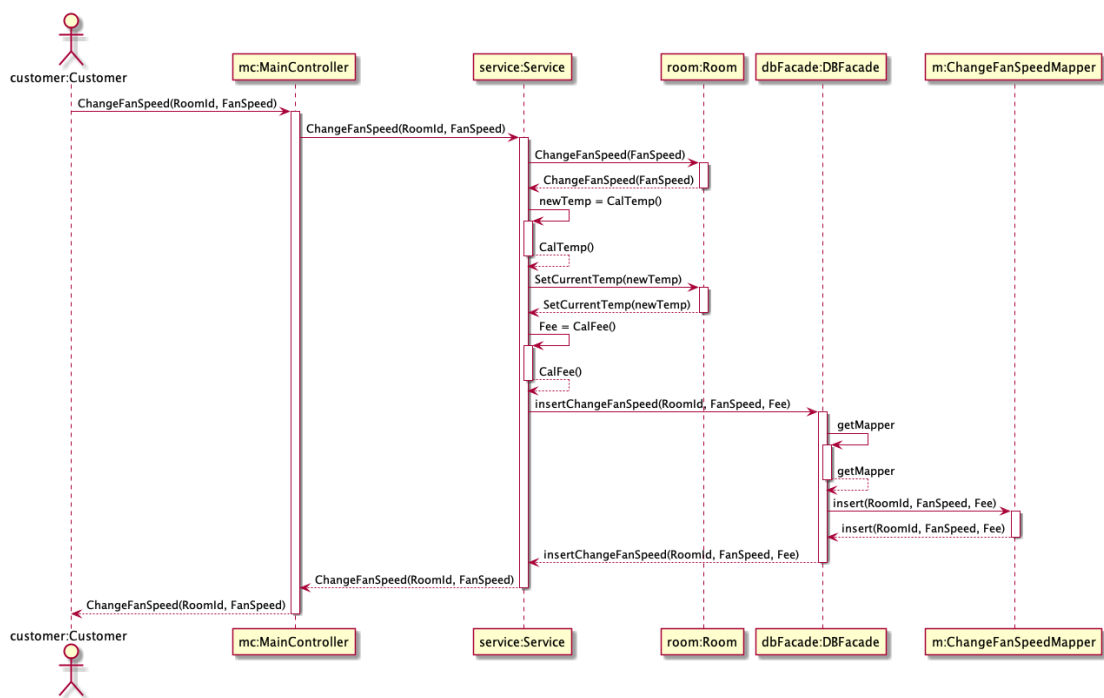 customer:Customer
mc:MainController
service:Service
room:Room
dbFacade:DBFacade
m:ChangeFanSpeedMapper
ChangeFanSpeed(RoomId, FanSpeed)
ChangeFanSpeed(RoomId, FanSpeed)
ChangeFanSpeed(FanSpeed)
ChangeFanSpeed(FanSpeed)
newTemp = CalTemp()
CalTemp()
SetCurrentTemp(newTemp)
SetCurrentTemp(newTemp)
Fee = CalFee()
CalFee()
insertChangeFanSpeed(RoomId, FanSpeed, Fee)
getMapper
getMapper
insert(RoomId, FanSpeed, Fee)
insert(RoomId, FanSpeed, Fee)
insertChangeFanSpeed(RoomId, FanSpeed, Fee)
ChangeFanSpeed(RoomId, FanSpeed)
ChangeFanSpeed(RoomId, FanSpeed)
customer:Customer
mc:MainController
service:Service
room:Room
dbFacade:DBFacade
m:ChangeFanSpeedMapper